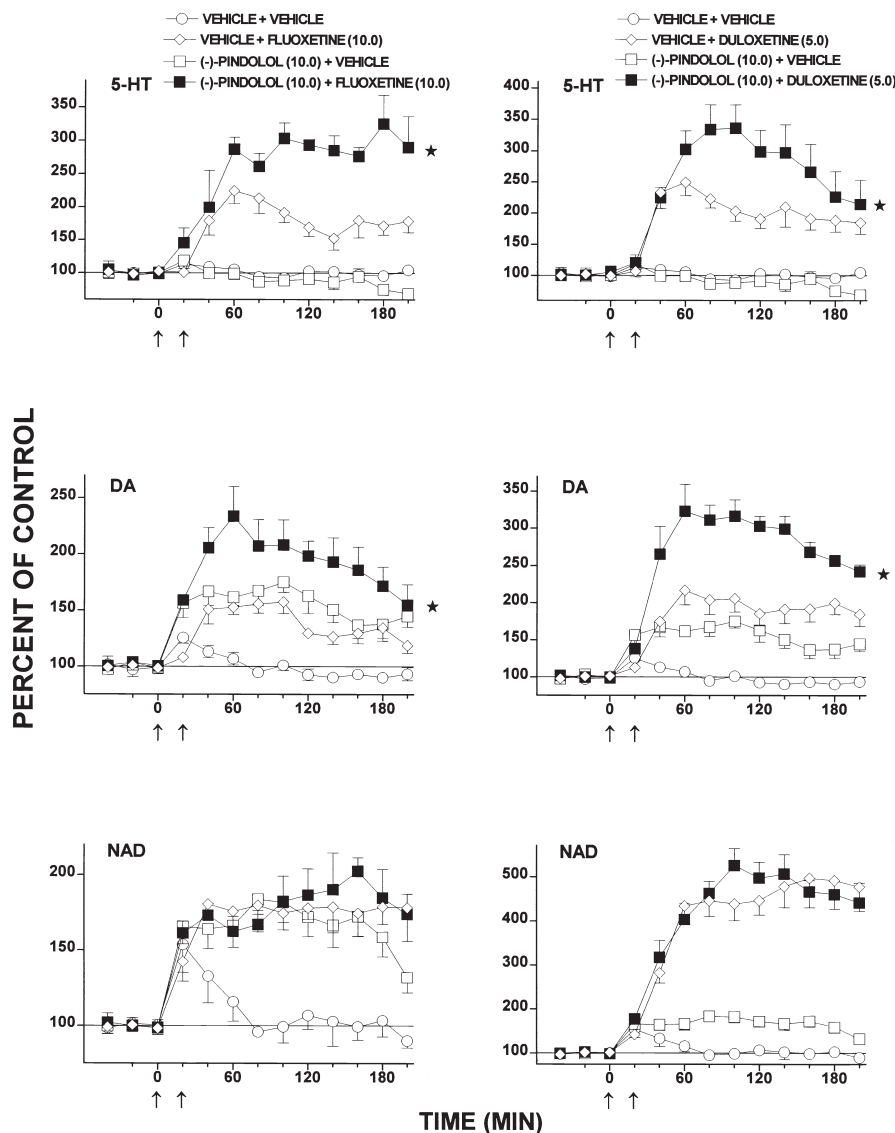 VEHICLE + VEHICLE
VEHICLE + FLUOXETINE (10.0)
(-)-PINDOLOL (10.0) + VEHICLE
(-)-PINDOLOL (10.0) + FLUOXETINE (10.0)
5-HT
350
300
250
200
150
100
0 60 120 180
↑ ↑
VEHICLE + VEHICLE
VEHICLE + DULOXETINE (5.0)
(-)-PINDOLOL (10.0) + VEHICLE
(-)-PINDOLOL (10.0) + DULOXETINE (5.0)
5-HT
400
350
300
250
200
150
100
0 60 120 180
↑ ↑
PERCENT OF CONTROL
DA
250
200
150
100
0 60 120 180
↑ ↑
DA
350
300
250
200
150
100
0 60 120 180
↑ ↑
NAD
200
150
100
0 60 120 180
↑ ↑
NAD
500
400
300
200
100
0 60 120 180
↑ ↑
TIME (MIN)